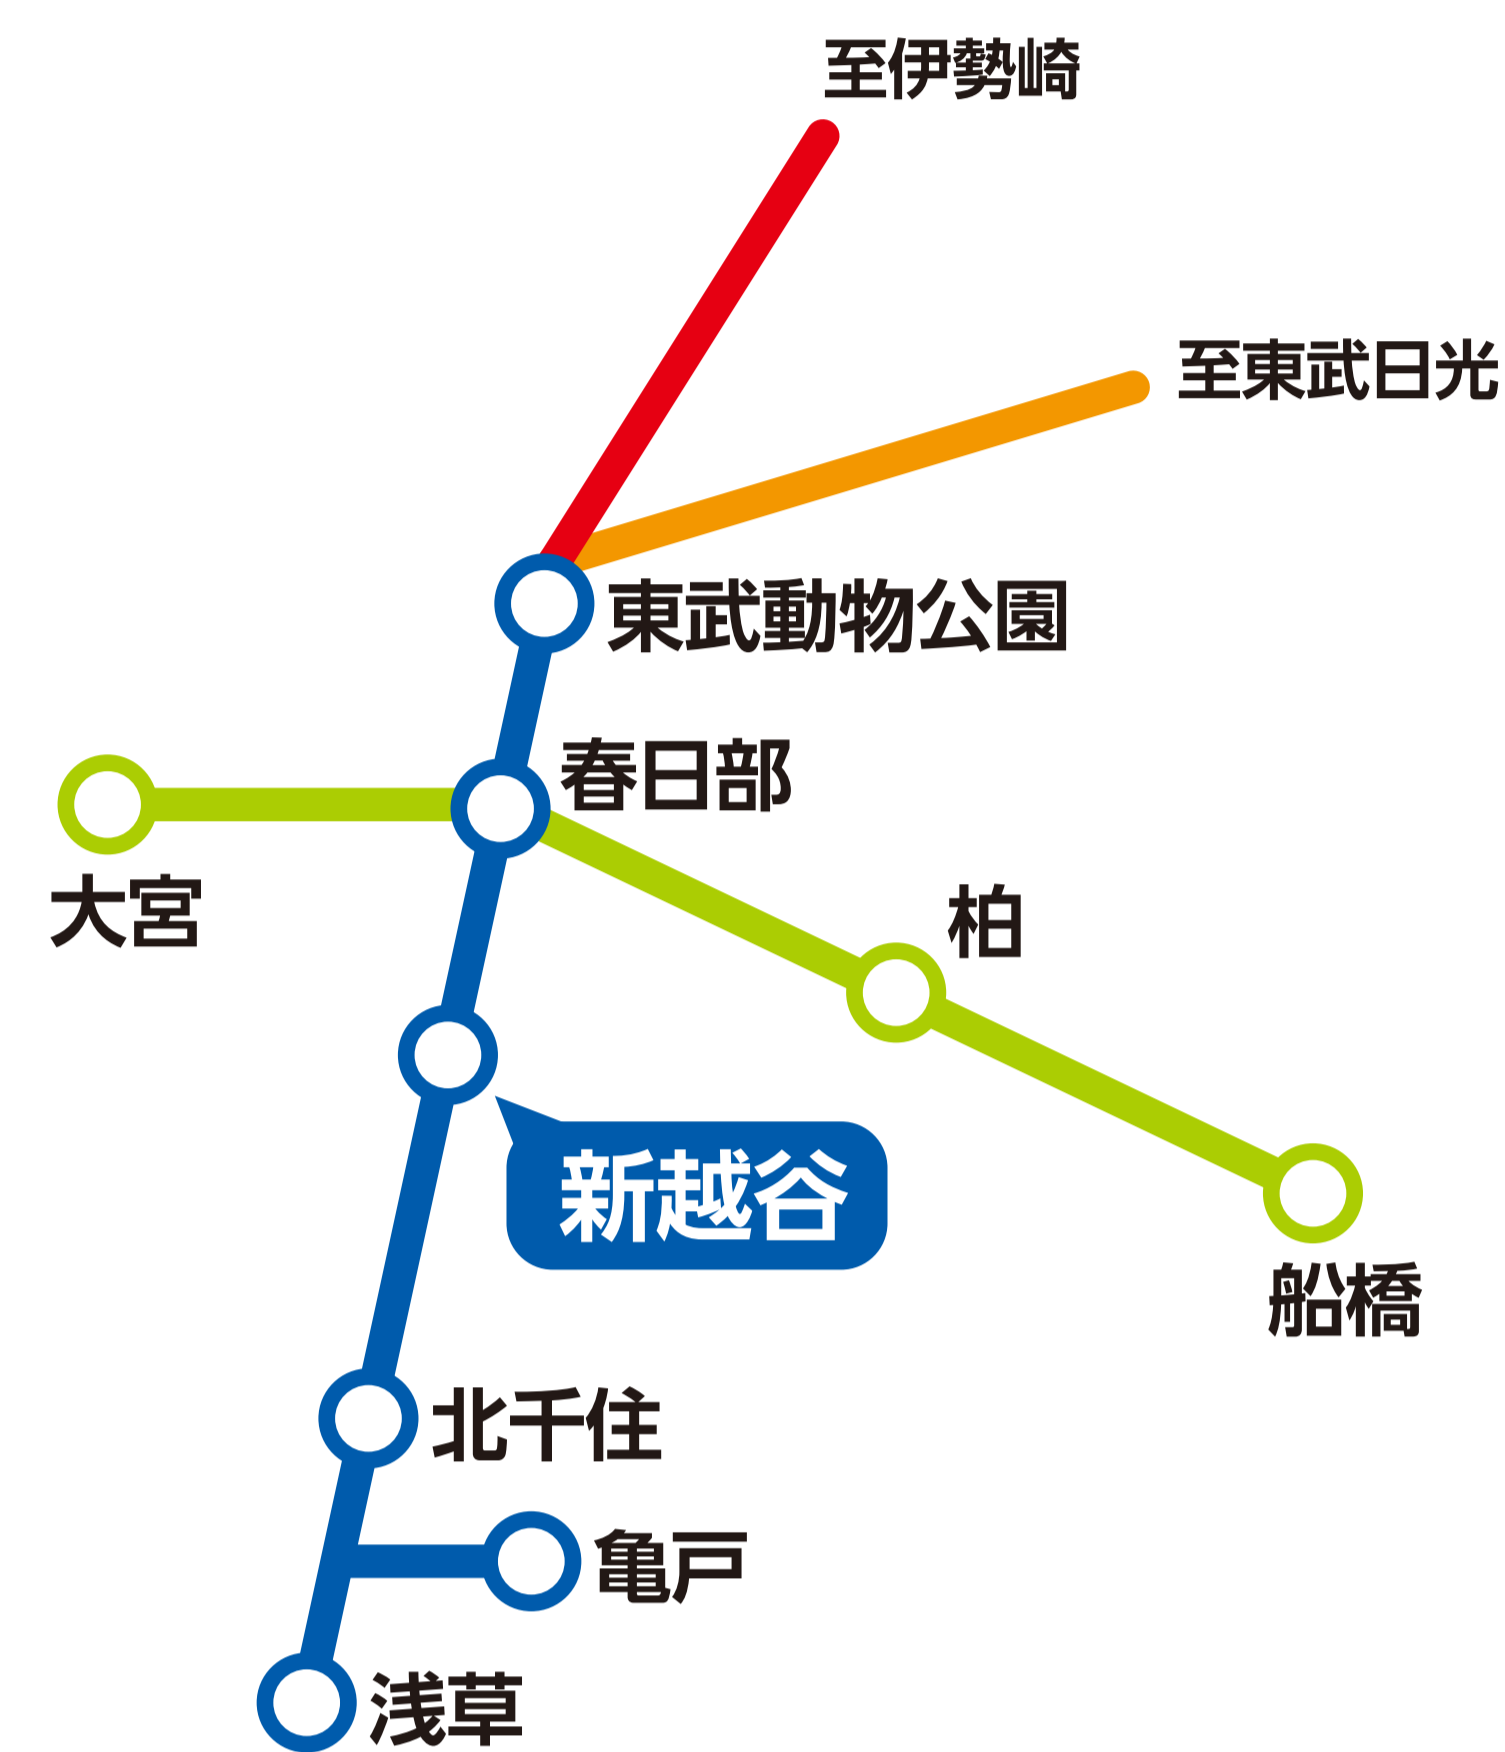 至伊勢崎
至東武日光
東武動物公園
春日部
大宮
柏
新越谷
船橋
北千住
亀戸
浅草